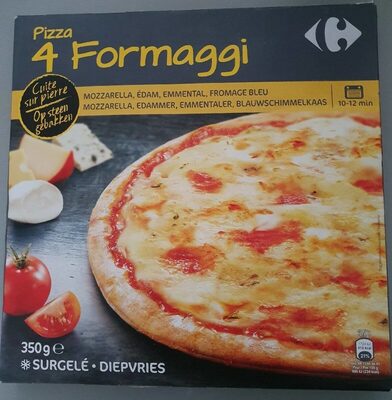 Pizza
4 Formaggi
Cuite
sur pierre
Op steen
gebakken
MOZZARELLA, ÉDAM, EMMENTAL, FROMAGE BLEU
MOZZARELLA, EDAMMER, EMMENTALER, BLAUWSCHIMMELKAAS
10-12 min
350g e
SURGELÉ • DIEPVRIES